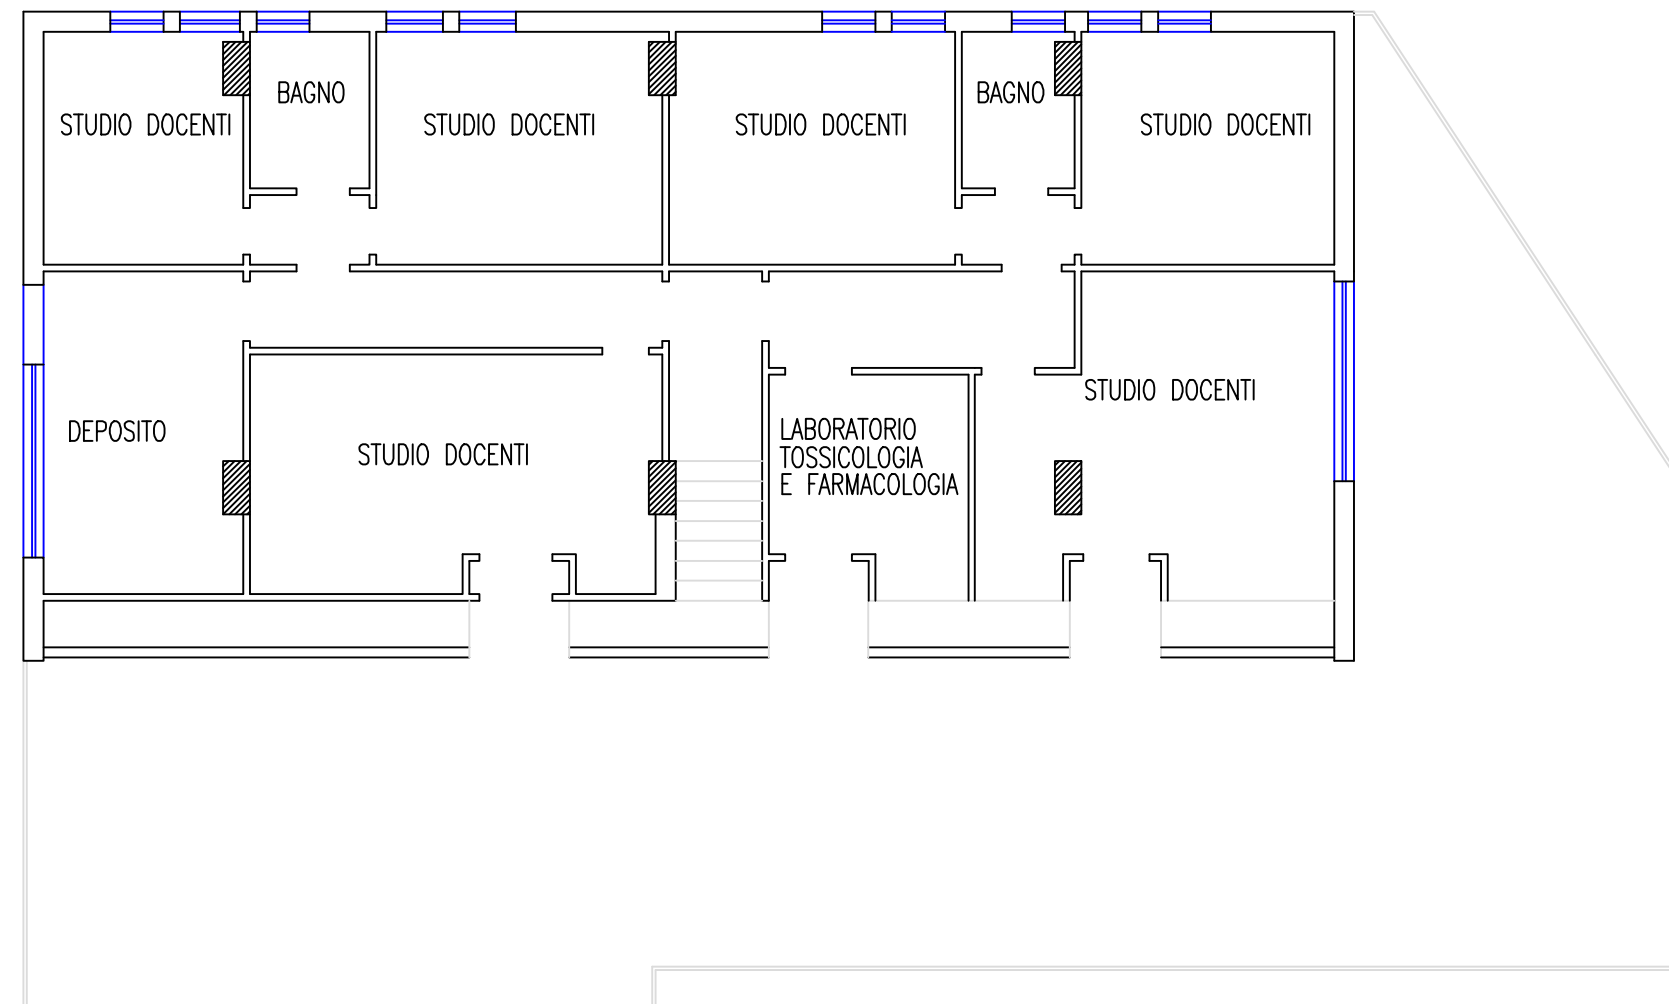 BAGNO
BAGNO
STUDIO DOCENTI
STUDIO DOCENTI
STUDIO DOCENTI
STUDIO DOCENTI
STUDIO DOCENTI
DEPOSITO
STUDIO DOCENTI
LABORATORIO
TOSSICOLOGIA
E FARMACOLOGIA